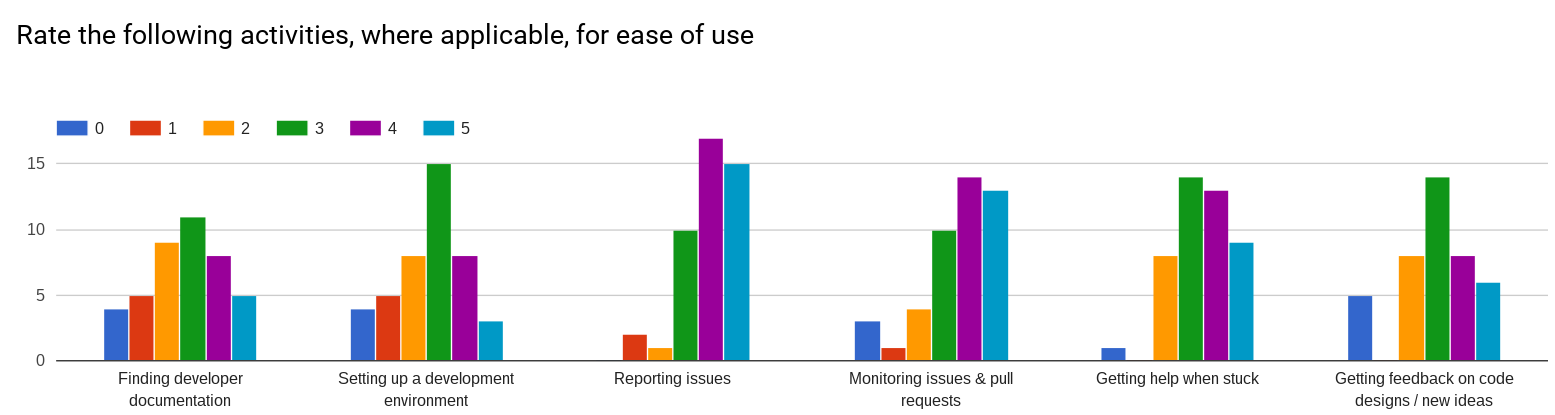 Rate the following activities, where applicable, for ease of use
0 1 2 3 4 5
15
10
5
0
Finding developer
documentation
Setting up a development
environment
Reporting issues
Monitoring issues & pull
requests
Getting help when stuck
Getting feedback on code
designs / new ideas